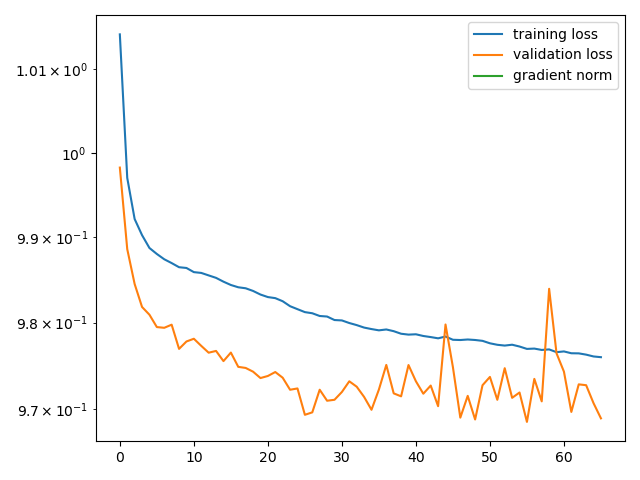 training loss
validation loss
gradient norm
1.01 × 10⁰
10⁰
9.9 × 10⁻¹
9.8 × 10⁻¹
9.7 × 10⁻¹
0 10 20 30 40 50 60